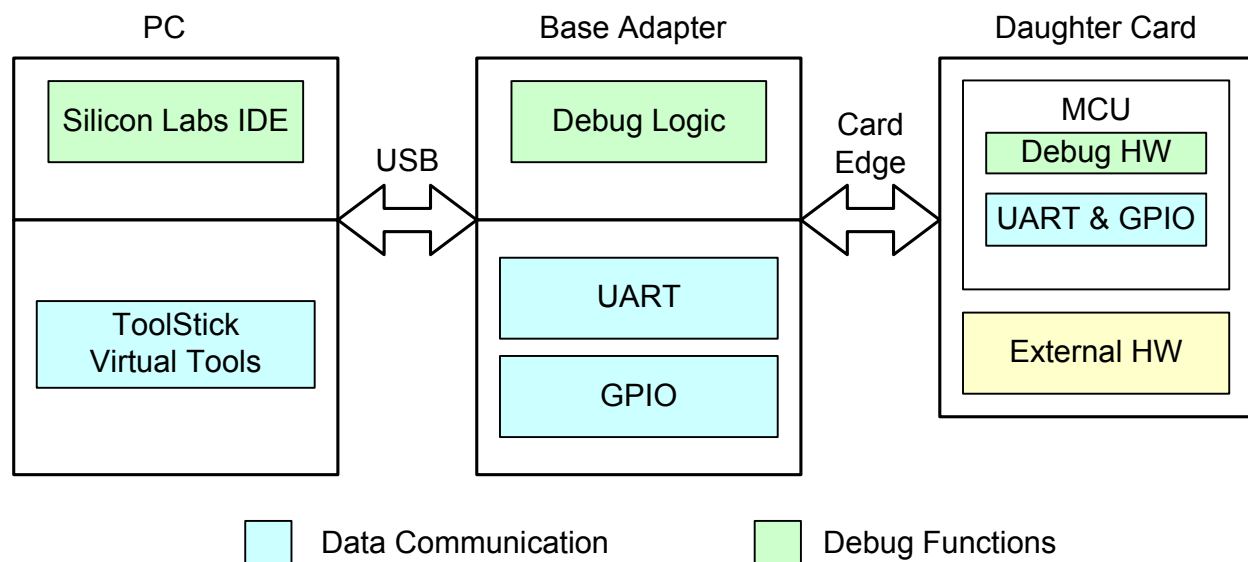 PC
Base Adapter
Daughter Card
Silicon Labs IDE
Debug Logic
MCU
Debug HW
UART & GPIO
External HW
USB
Card
Edge
ToolStick
Virtual Tools
UART
GPIO
Data Communication
Debug Functions